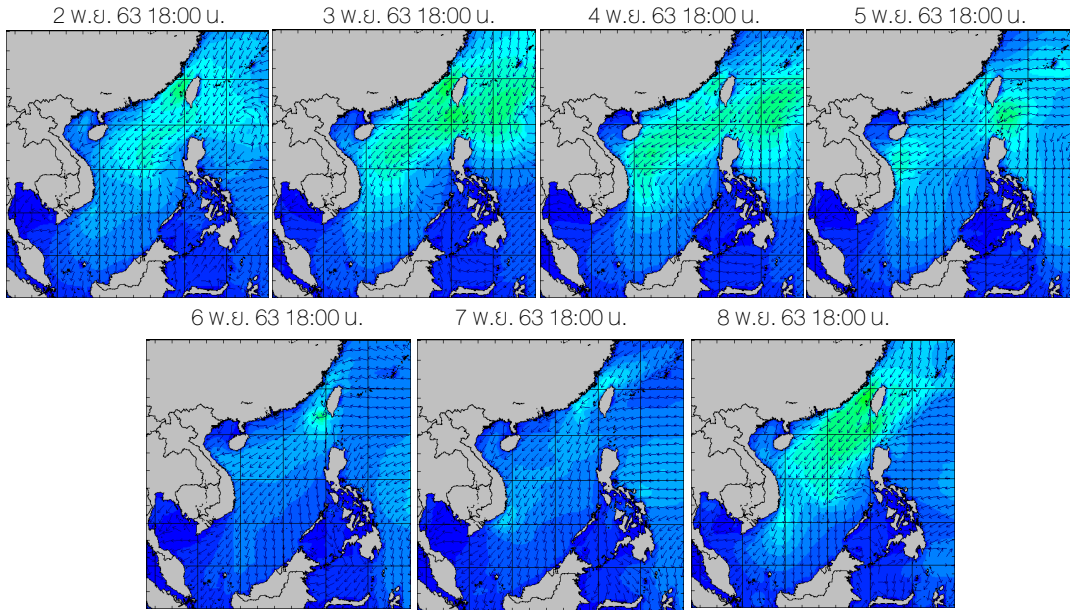 2 พ.ย. 63 18:00 น.
3 พ.ย. 63 18:00 น.
4 พ.ย. 63 18:00 น.
5 พ.ย. 63 18:00 น.
6 พ.ย. 63 18:00 น.
7 พ.ย. 63 18:00 น.
8 พ.ย. 63 18:00 น.